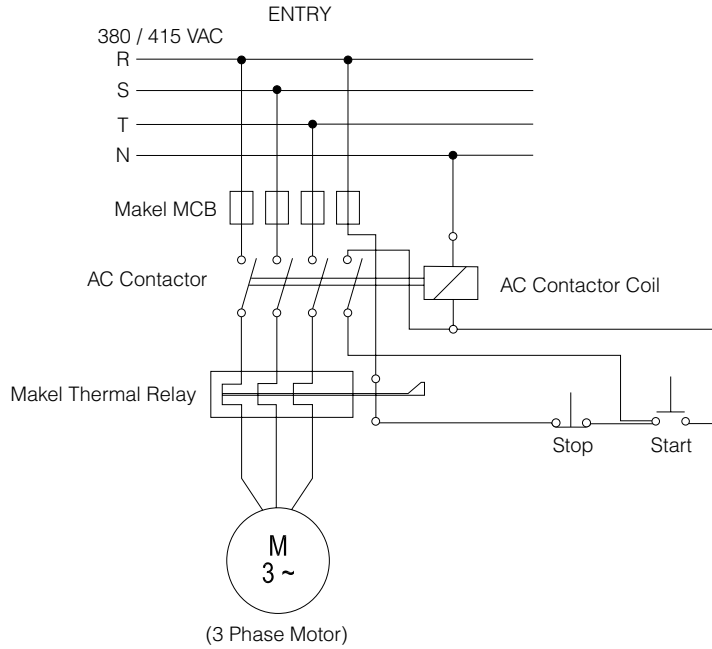 ENTRY
380 / 415 VAC
R
S
T
N
Makel MCB
AC Contactor
AC Contactor Coil
Makel Thermal Relay
Stop
Start
M
3 ~
(3 Phase Motor)